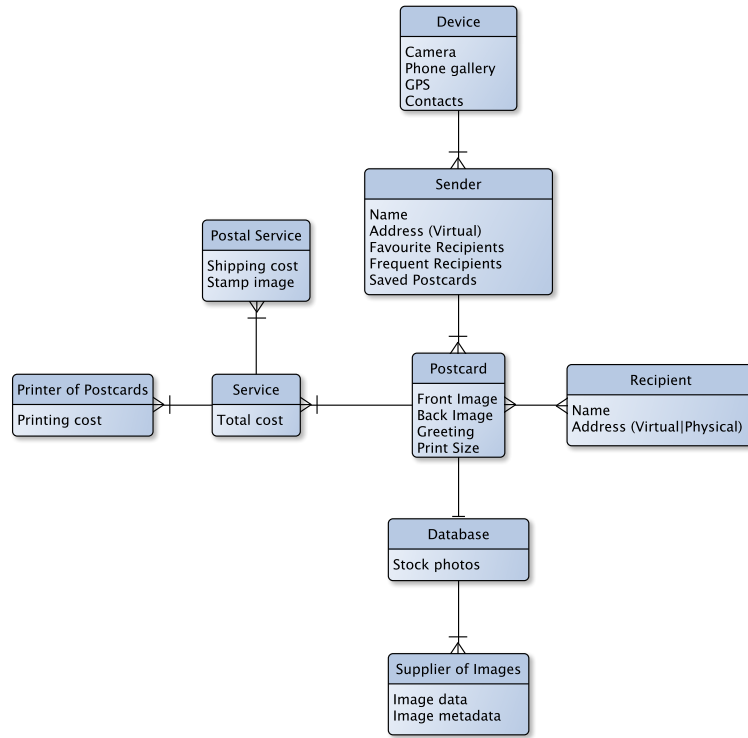 Device
Camera
Phone gallery
GPS
Contacts
Sender
Name
Address (Virtual)
Favourite Recipients
Frequent Recipients
Saved Postcards
Postal Service
Shipping cost
Stamp image
Printer of Postcards
Printing cost
Service
Total cost
Postcard
Front Image
Back Image
Greeting
Print Size
Recipient
Name
Address (Virtual|Physical)
Database
Stock photos
Supplier of Images
Image data
Image metadata